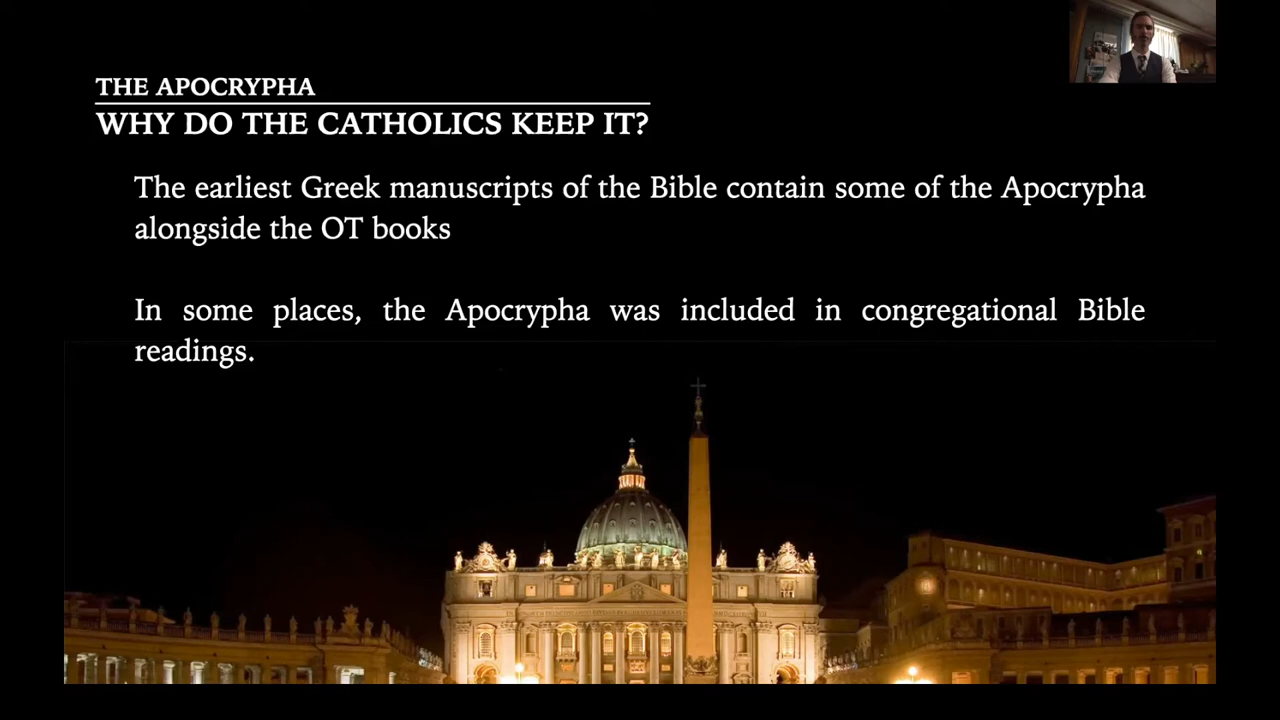 THE APOCRYPHA
WHY DO THE CATHOLICS KEEP IT?
The earliest Greek manuscripts of the Bible contain some of the Apocrypha
alongside the OT books
In some places, the Apocrypha was included in congregational Bible
readings.